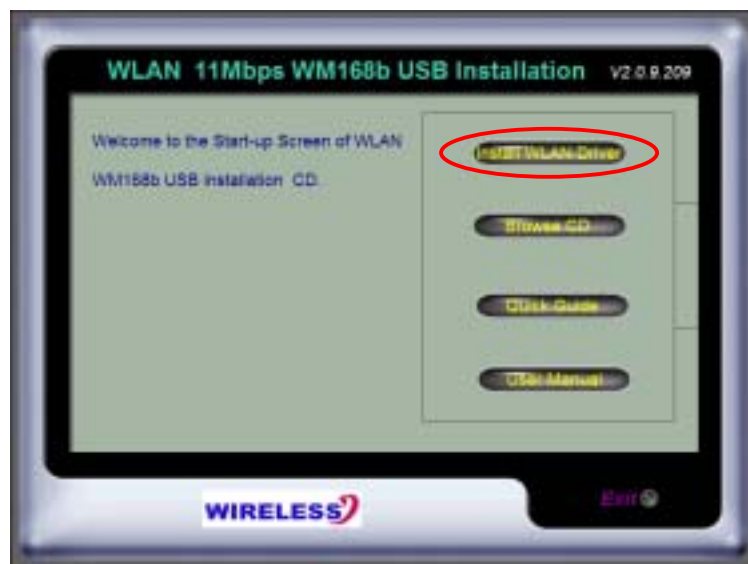 WLAN 11Mbps WM168b USB Installation V2.0.9.209
Welcome to the Start-up Screen of WLAN
WM168b USB installation CD.
Install WLAN Driver
Browse CD
Quick Guide
User Manual
WIRELESS
Exit